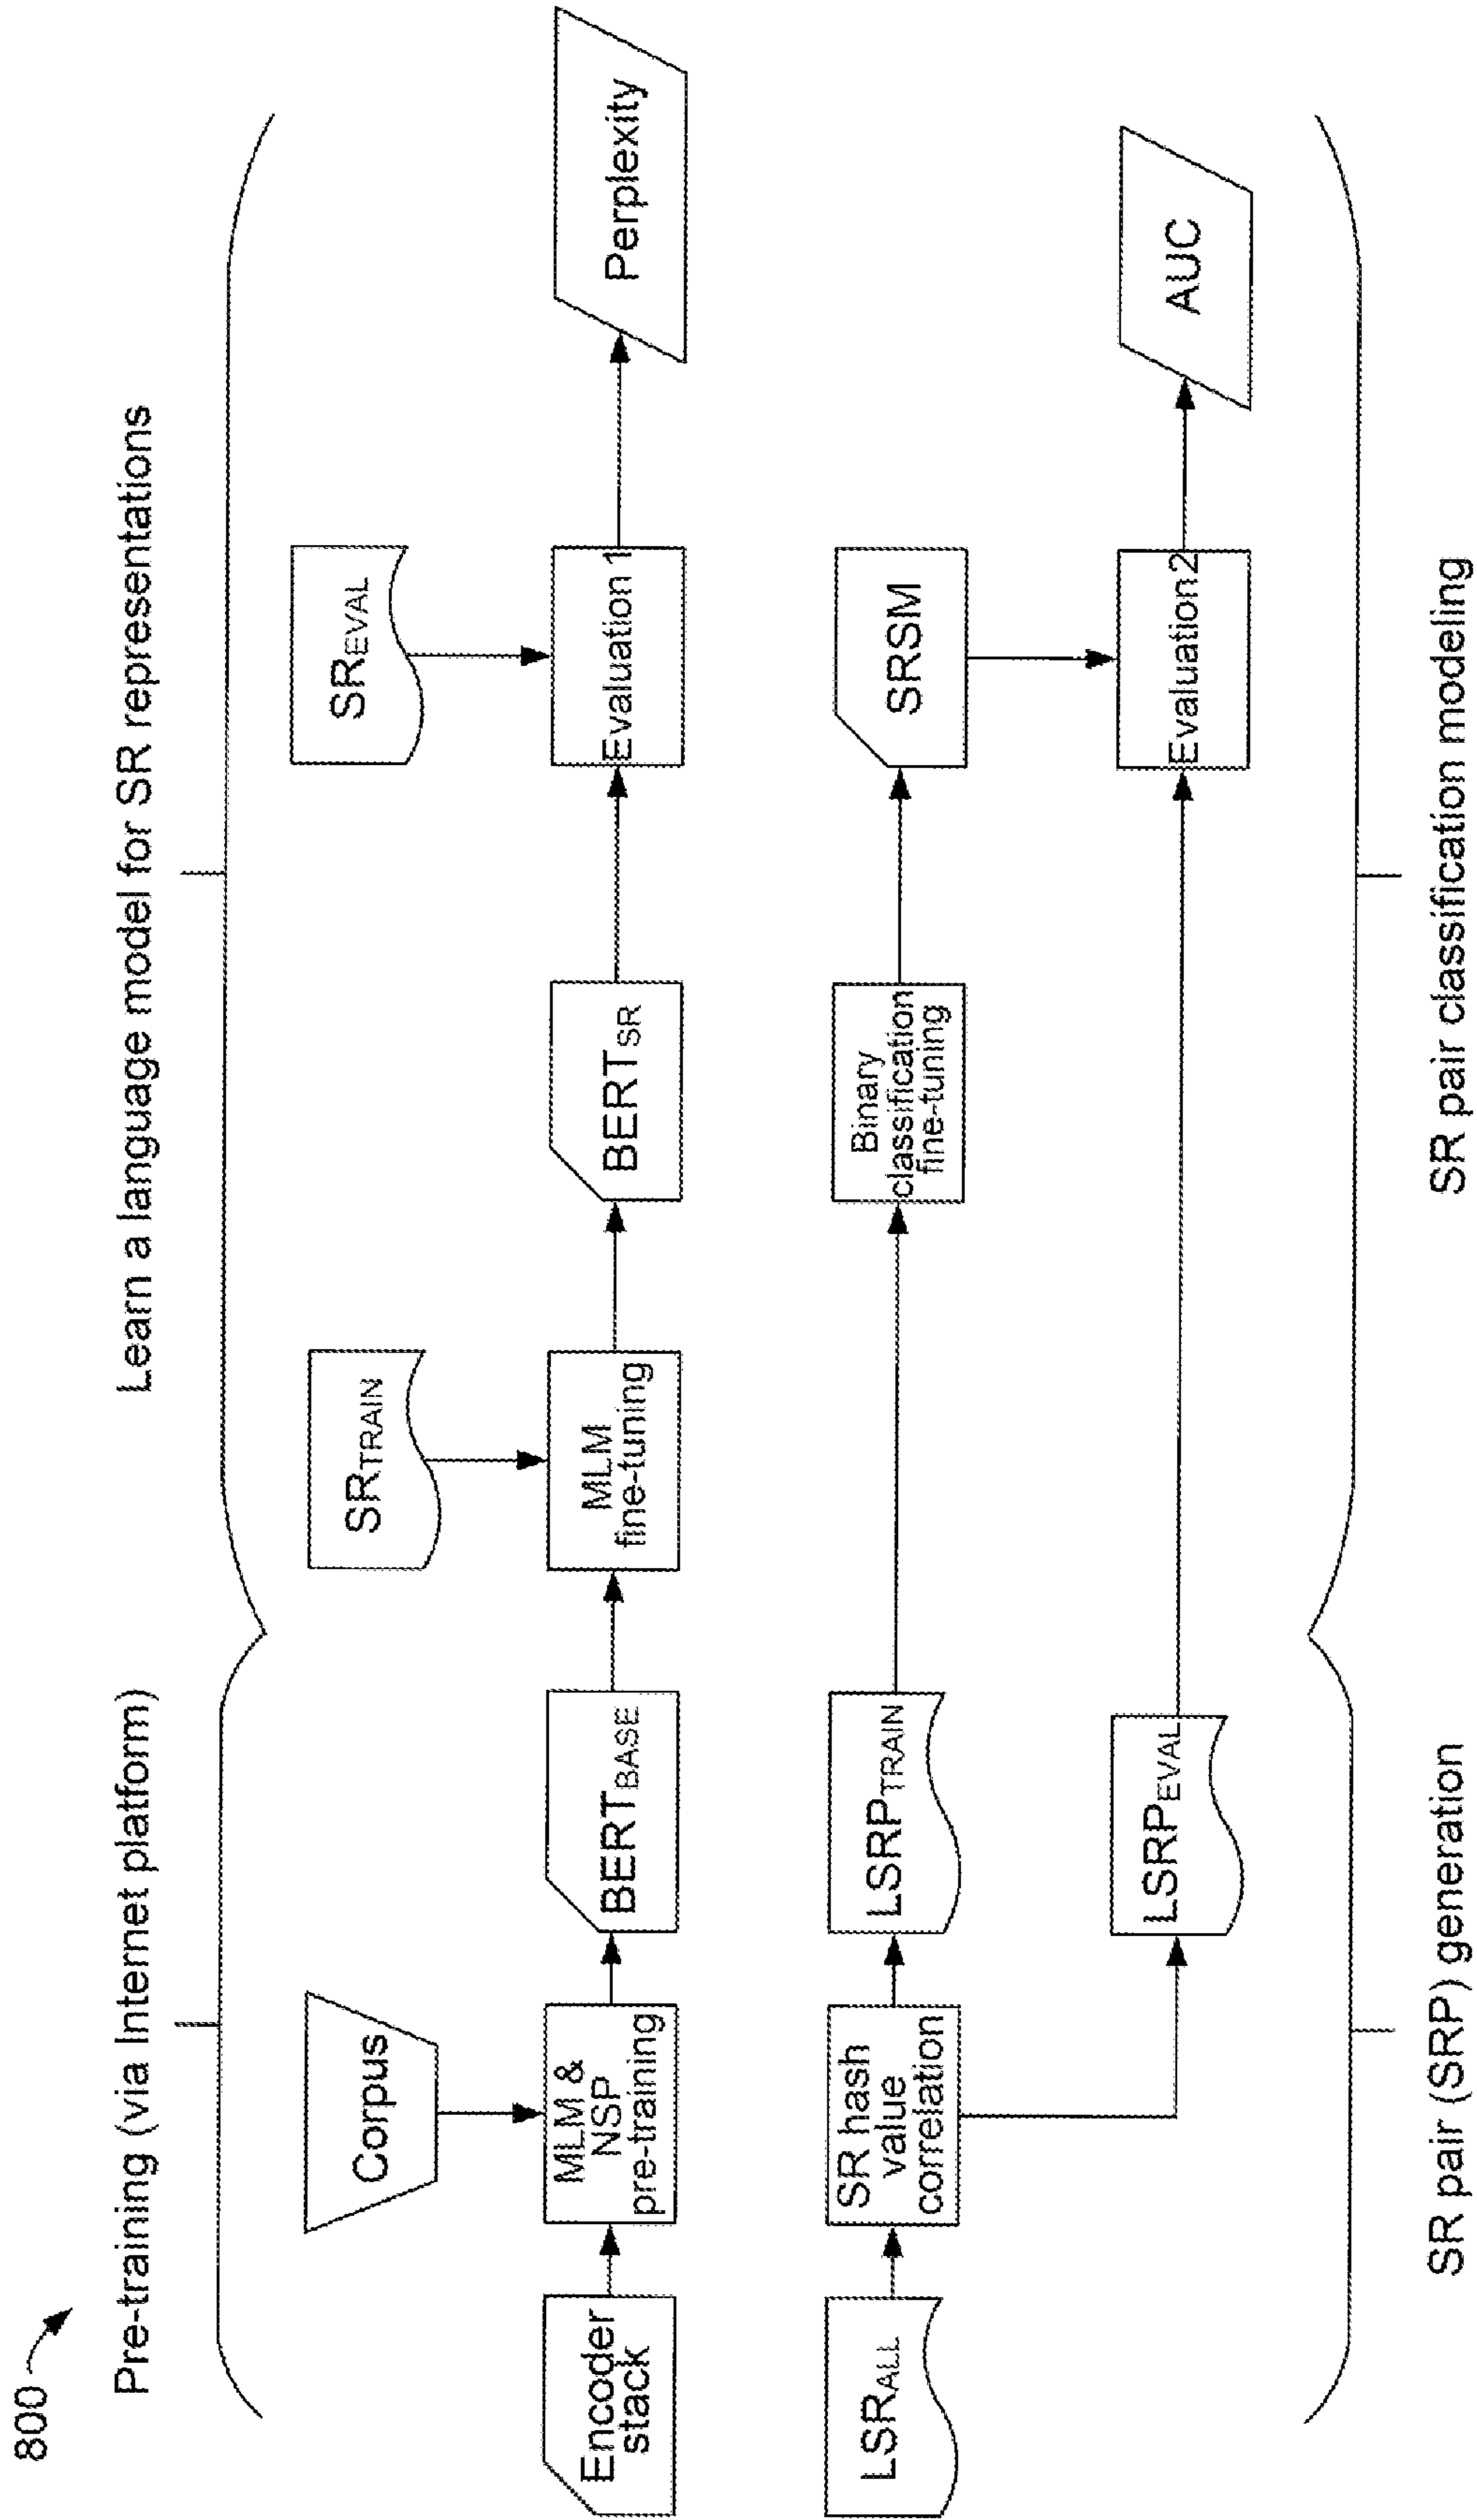 800
Pre-training (via Internet platform)
Learn a language model for SR representations
Corpus
SRTRAIN
SREVAL
Encoder
stack
MLM &
NSP
pre-training
BERTBASE
MLM
fine-tuning
BERTSR
Evaluation 1
Perplexity
LSRALL
SR hash
value
correlation
LSRPTRAIN
Binary
classification
fine-tuning
SRSM
LSRPEVAL
Evaluation 2
AUC
SR pair (SRP) generation
SR pair classification modeling